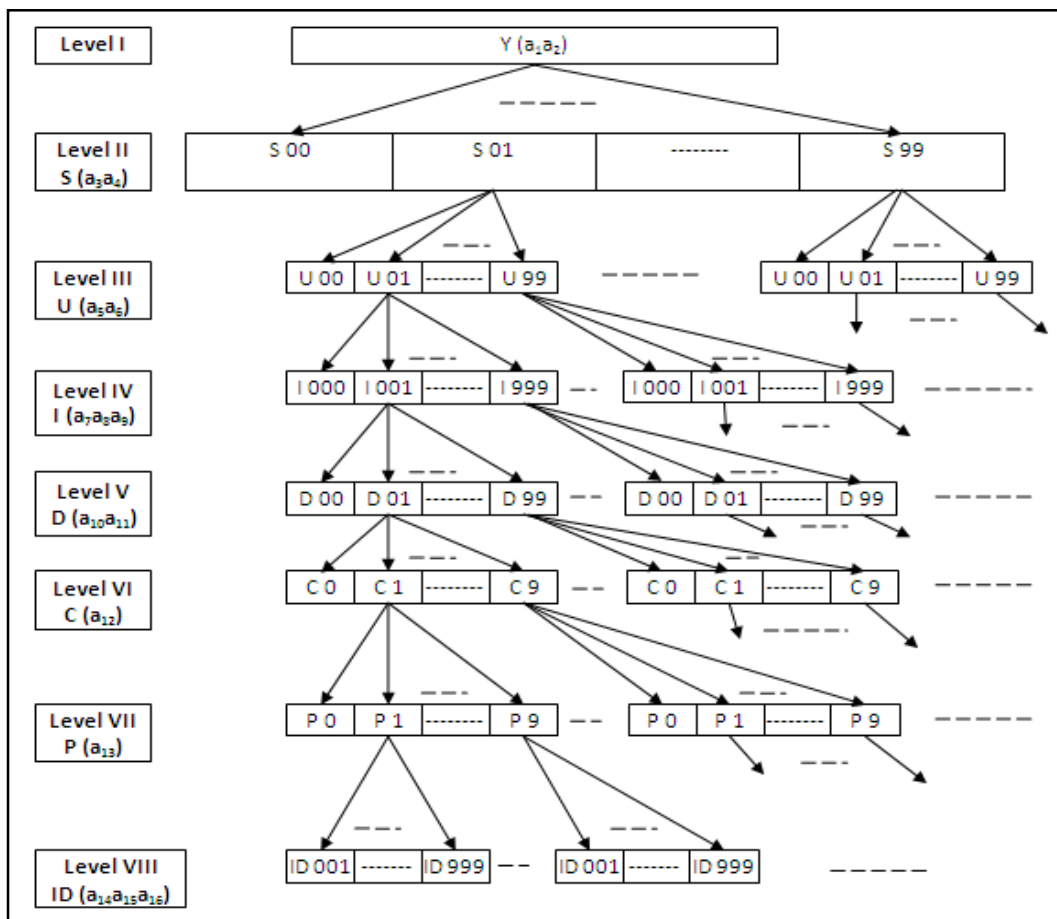 Level I
Y (a₁a₂)
Level II
S (a₃a₄)
S 00 S 01 -------- S 99
Level III
U (a₅a₆)
U 00 U 01 -------- U 99
U 00 U 01 -------- U 99
Level IV
I (a₇a₈a₉)
I 000 I 001 -------- I 999
I 000 I 001 -------- I 999
Level V
D (a₁₀a₁₁)
D 00 D 01 -------- D 99
D 00 D 01 -------- D 99
Level VI
C (a₁₂)
C 0 C 1 -------- C 9
C 0 C 1 -------- C 9
Level VII
P (a₁₃)
P 0 P 1 -------- P 9
P 0 P 1 -------- P 9
Level VIII
ID (a₁₄a₁₅a₁₆)
ID 001 ------- ID 999
ID 001 ------- ID 999